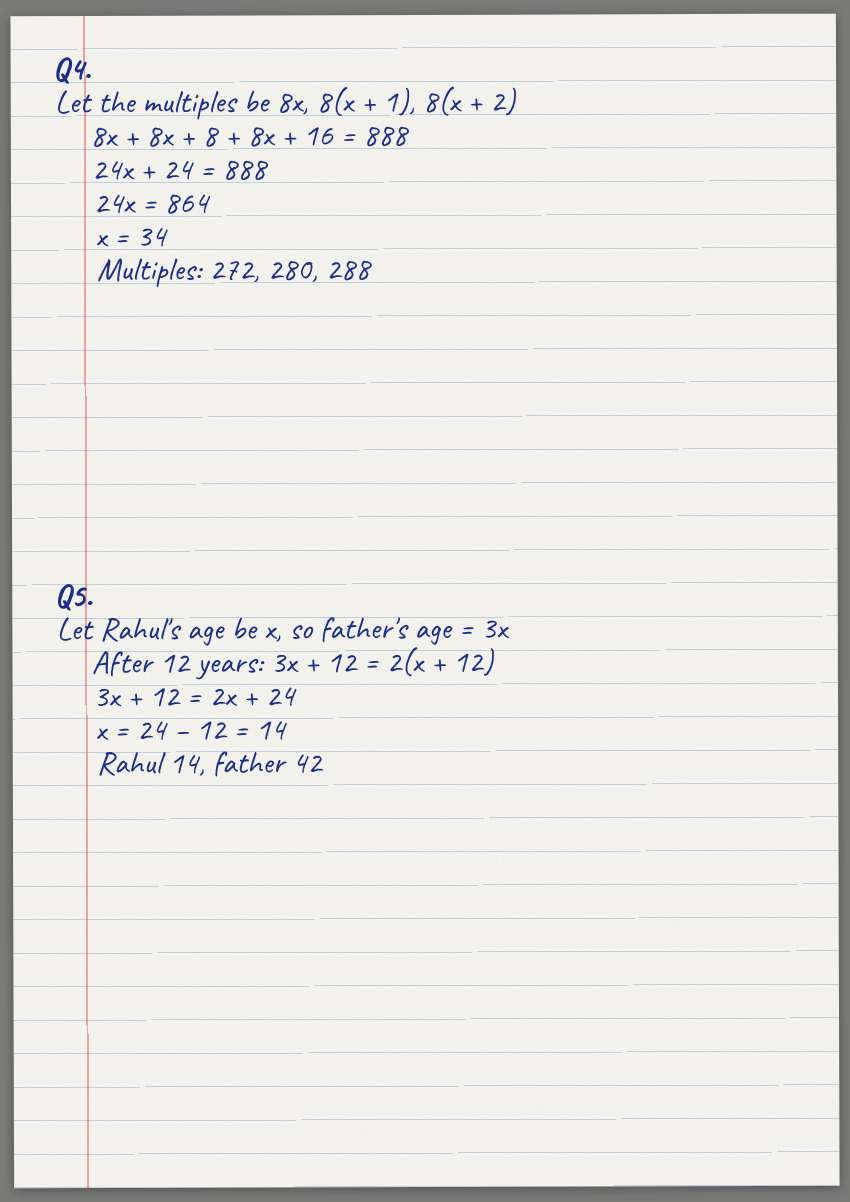 Q4.
Let the multiples be 8x, 8(x + 1), 8(x + 2)
8x + 8x + 8 + 8x + 16 = 888
24x + 24 = 888
24x = 864
x = 34
Multiples: 272, 280, 288
Q5.
Let Rahul's age be x, so father's age = 3x
After 12 years: 3x + 12 = 2(x + 12)
3x + 12 = 2x + 24
x = 24 – 12 = 14
Rahul 14, father 42